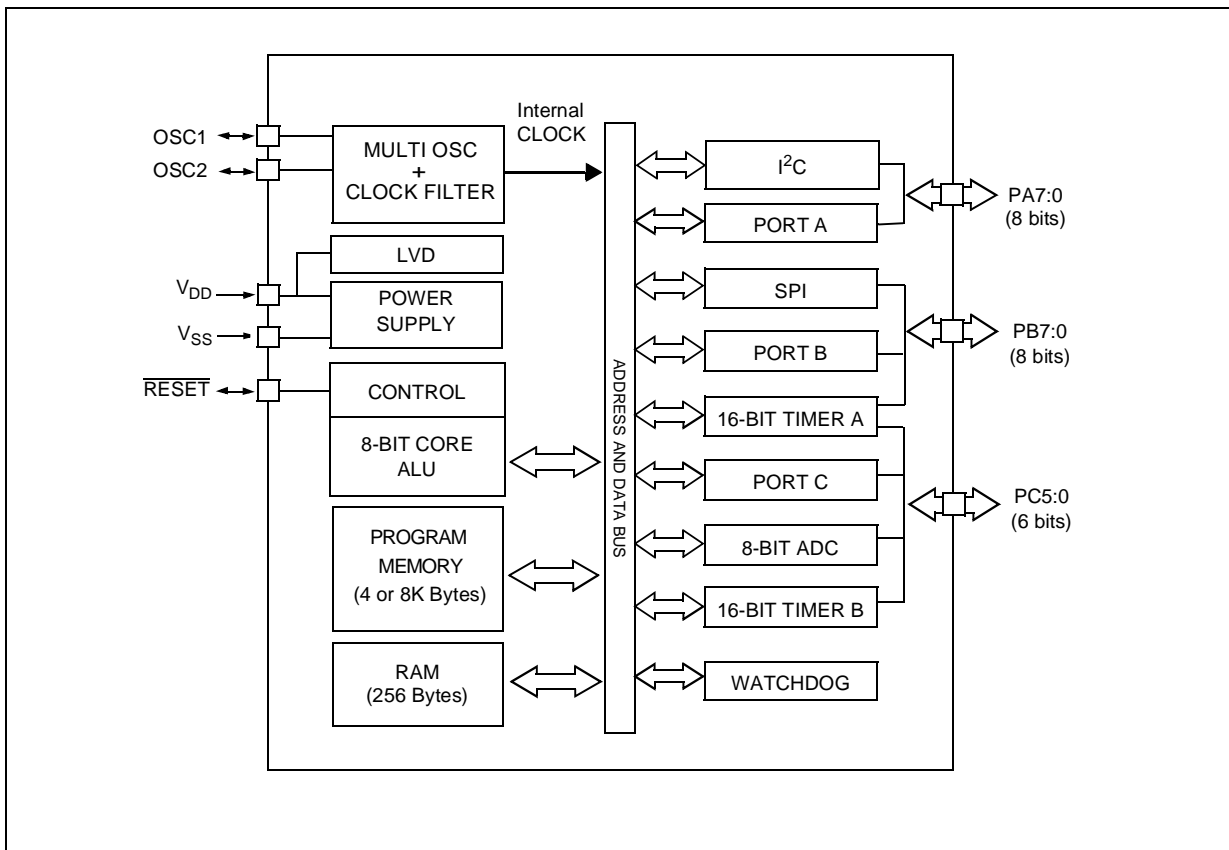 OSC1
OSC2
MULTI OSC
+
CLOCK FILTER
Internal
CLOCK
LVD
VDD
POWER
SUPPLY
VSS
RESET
CONTROL
8-BIT CORE
ALU
PROGRAM
MEMORY
(4 or 8K Bytes)
RAM
(256 Bytes)
ADDRESS AND DATA BUS
I²C
PORT A
SPI
PORT B
16-BIT TIMER A
PORT C
8-BIT ADC
16-BIT TIMER B
WATCHDOG
PA7:0
(8 bits)
PB7:0
(8 bits)
PC5:0
(6 bits)